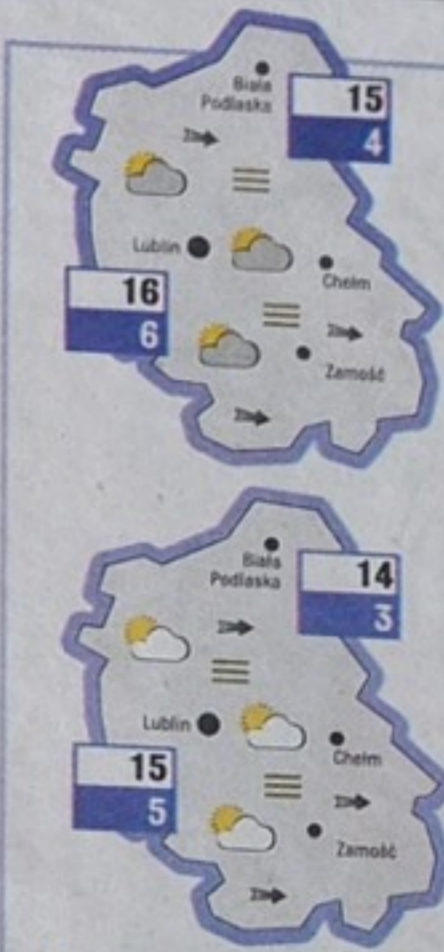 Biała
Podlaska
15
4
Lublin
Chełm
16
6
Zamość
Biała
Podlaska
14
3
Lublin
Chełm
15
5
Zamość